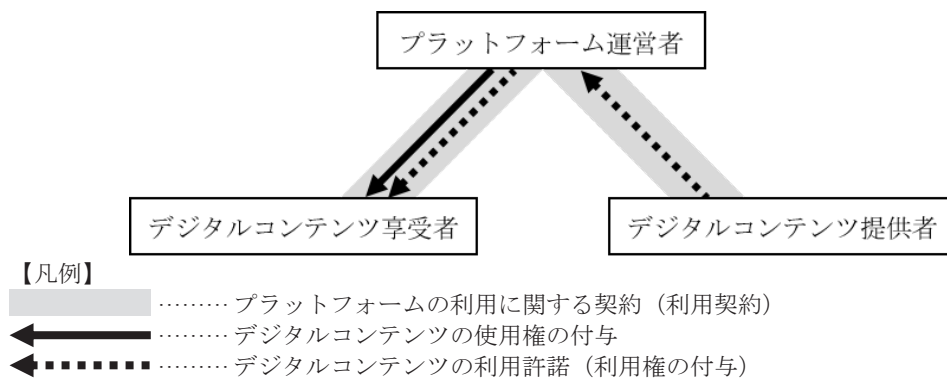 プラットフォーム運営者
デジタルコンテンツ享受者
デジタルコンテンツ提供者
【凡例】
………プラットフォームの利用に関する契約（利用契約）
………デジタルコンテンツの使用権の付与
………デジタルコンテンツの利用許諾（利用権の付与）